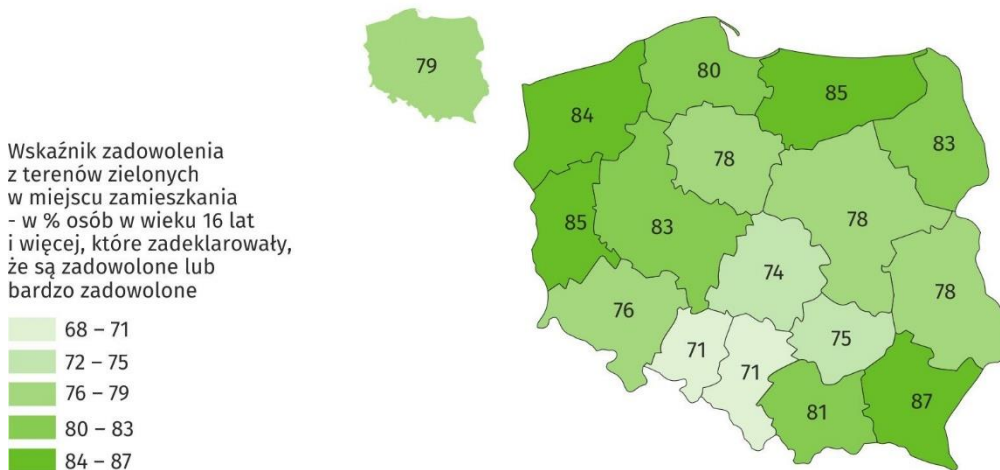 79
Wskaźnik zadowolenia
z terenów zielonych
w miejscu zamieszkania
- w % osób w wieku 16 lat
i więcej, które zadeklarowały,
że są zadowolone lub
bardzo zadowolone
68 – 71
72 – 75
76 – 79
80 – 83
84 – 87
80
85
84
83
78
85
83
78
74
78
76
71
71
75
81
87